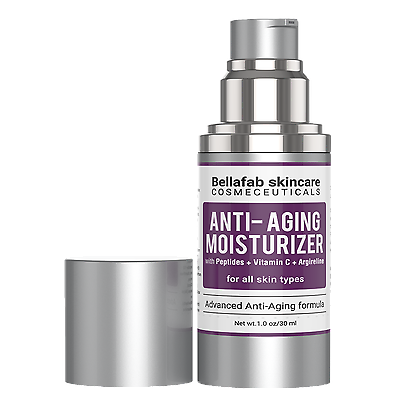 Bellafab skincare
COSMECEUTICALS
ANTI-AGING
MOISTURIZER
with Peptides + Vitamin C + Argireline
for all skin types
Advanced Anti-Aging formula
Net wt. 1.0 oz/30 ml